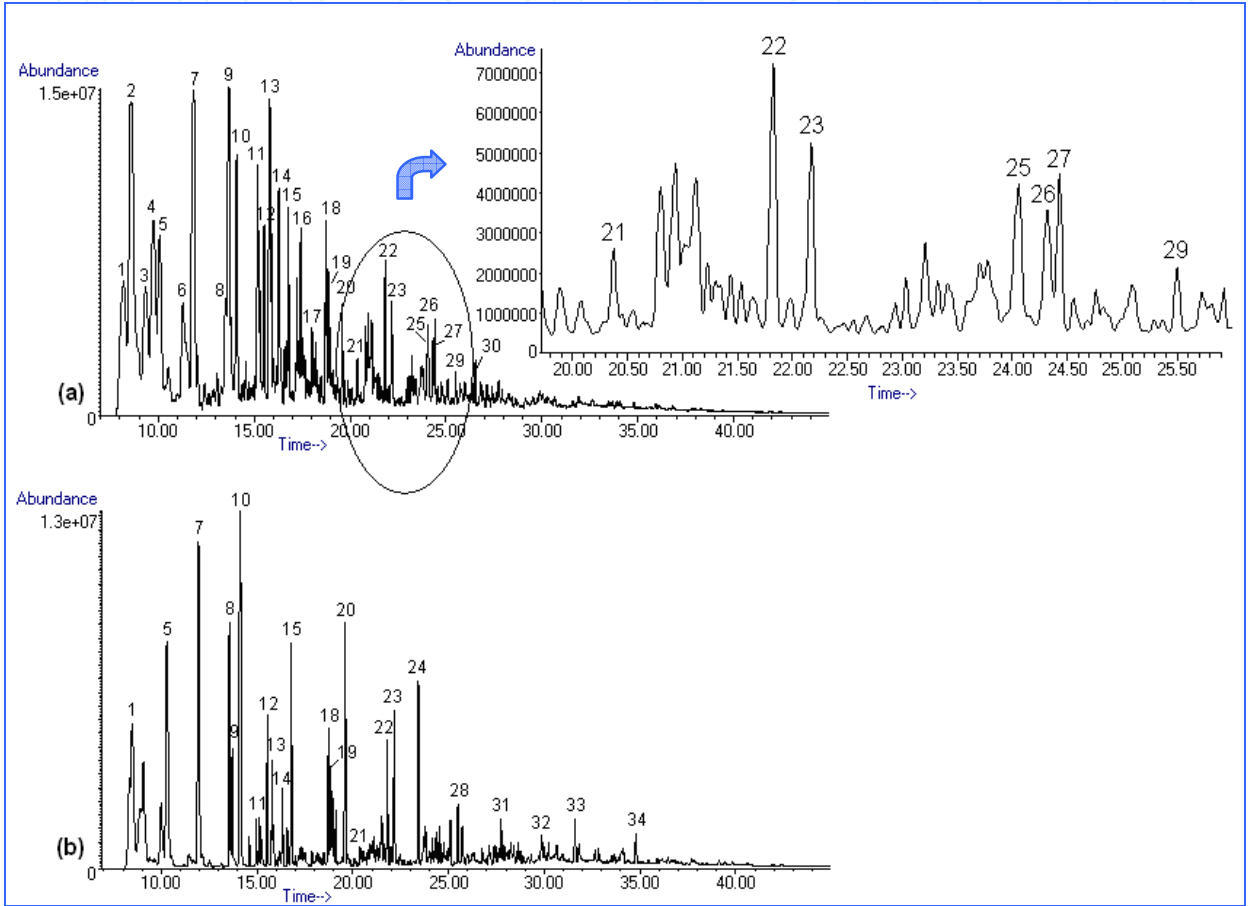 Abundance
1.5e+07
0
10.00 15.00 20.00 25.00 30.00 35.00 40.00
Time-->
(a)
1 2 3 4 5 6 7 8 9 10 11 12 13 14 15 16 17 18 19 20 21 22 23 25 26 27 29 30
Abundance
7000000
6000000
5000000
4000000
3000000
2000000
1000000
0
20.00 20.50 21.00 21.50 22.00 22.50 23.00 23.50 24.00 24.50 25.00 25.50
Time-->
21 22 23 25 26 27 29
Abundance
1.3e+07
0
10.00 15.00 20.00 25.00 30.00 35.00 40.00
Time-->
(b)
1 5 7 8 9 10 11 12 13 14 15 18 19 20 21 22 23 24 28 31 32 33 34